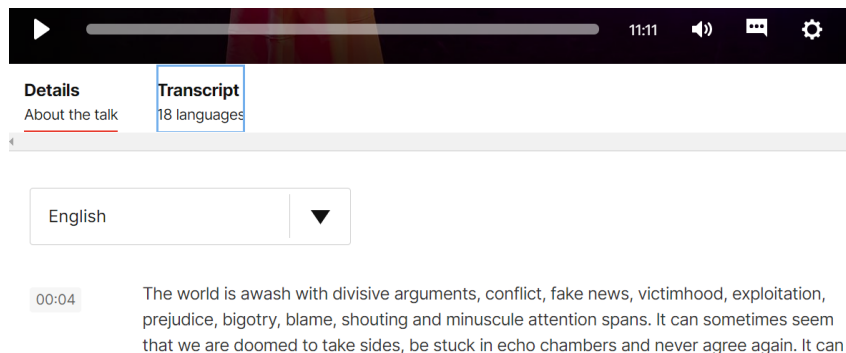 11:11
Details
About the talk
Transcript
18 languages
English
00:04
The world is awash with divisive arguments, conflict, fake news, victimhood, exploitation,
prejudice, bigotry, blame, shouting and minuscule attention spans. It can sometimes seem
that we are doomed to take sides, be stuck in echo chambers and never agree again. It can